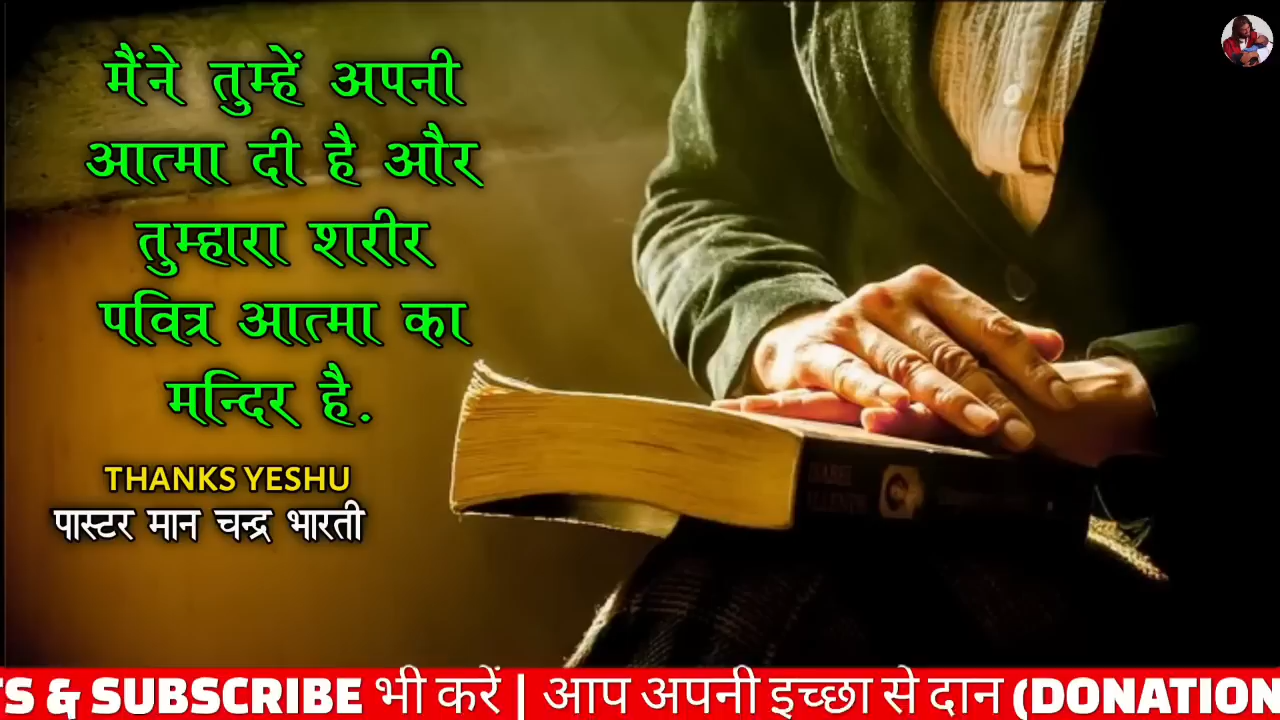 मैंने तुम्हें अपनी
आत्मा दी है और
तुम्हारा शरीर
पवित्र आत्मा का
मन्दिर है.
THANKS YESHU
पास्टर मान चन्द्र भारती
TS & SUBSCRIBE भी करें | आप अपनी इच्छा से दान (DONATION